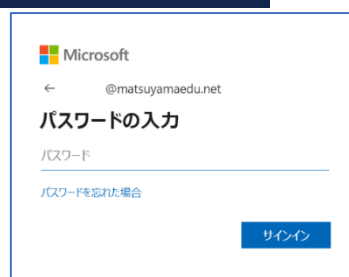 Microsoft
← @matsuyamaedu.net
パスワードの入力
パスワード
パスワードを忘れた場合
サインイン